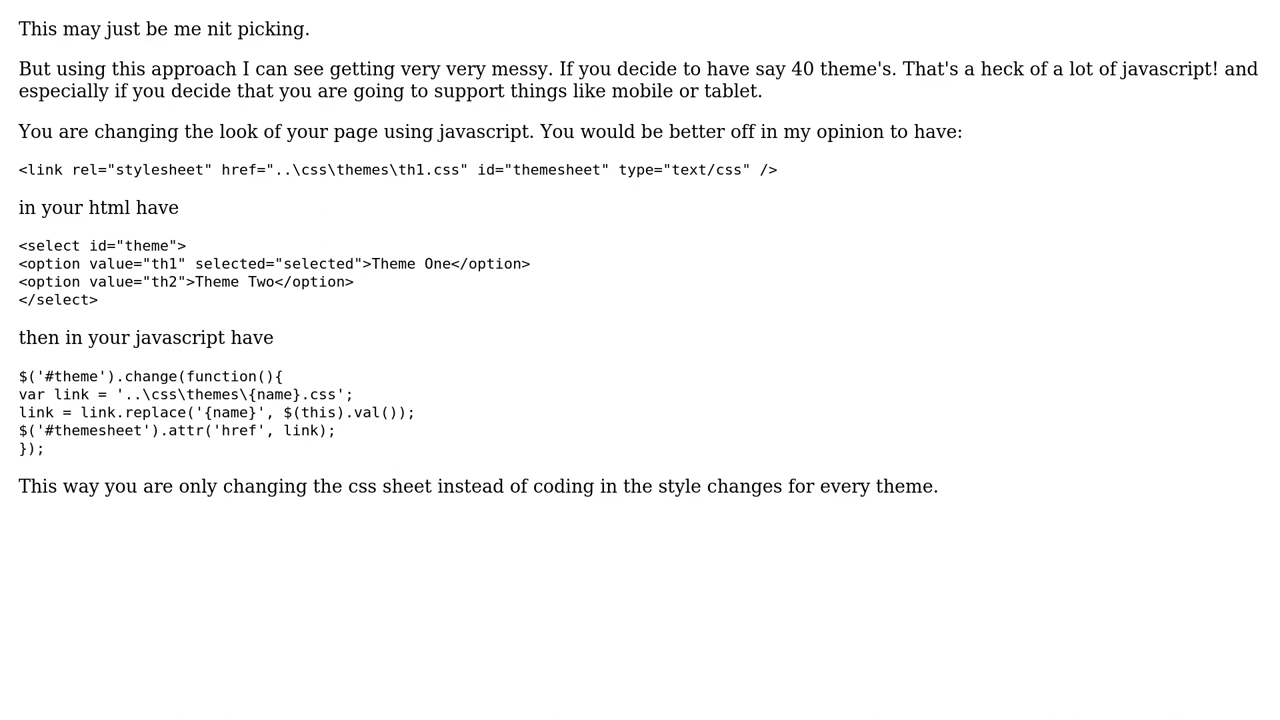 This may just be me nit picking.
But using this approach I can see getting very very messy. If you decide to have say 40 theme's. That's a heck of a lot of javascript! and
especially if you decide that you are going to support things like mobile or tablet.
You are changing the look of your page using javascript. You would be better off in my opinion to have:
<link rel="stylesheet" href="..\css\themes\th1.css" id="themesheet" type="text/css" />
in your html have
<select id="theme">
<option value="th1" selected="selected">Theme One</option>
<option value="th2">Theme Two</option>
</select>
then in your javascript have
$('#theme').change(function(){
var link = '..\css\themes\{name}.css';
link = link.replace('{name}', $(this).val());
$('#themesheet').attr('href', link);
});
This way you are only changing the css sheet instead of coding in the style changes for every theme.